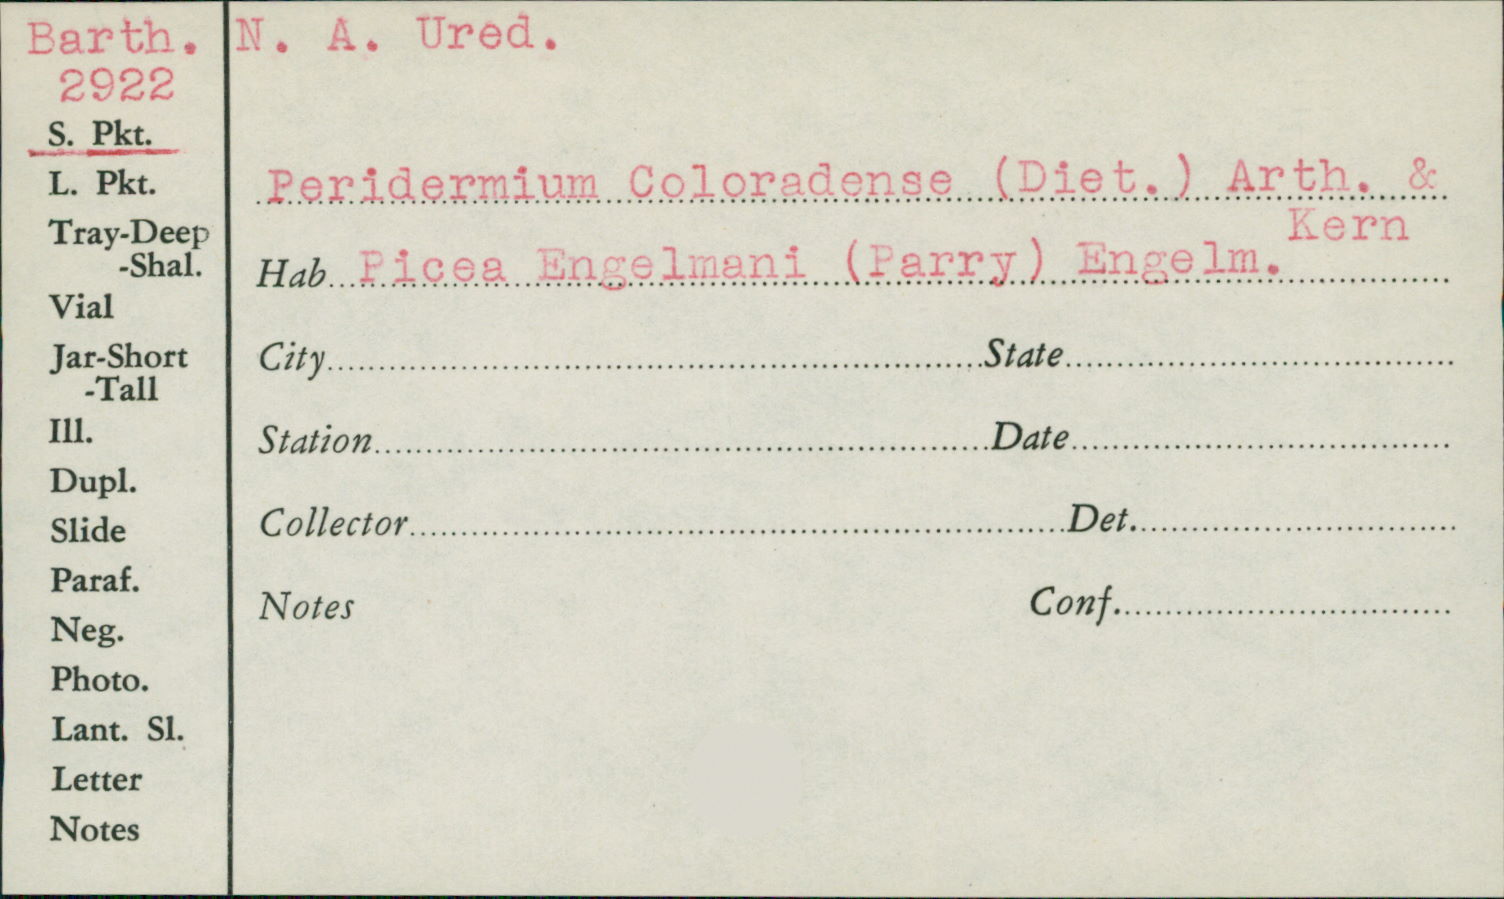 Barth. N. A. Ured.
2922
S. Pkt.
L. Pkt.
Tray-Deep
-Shal.
Vial
Jar-Short
-Tall
Ill.
Dupl.
Slide
Paraf.
Neg.
Photo.
Lant. Sl.
Letter
Notes
Peridermium Coloradense (Diet.) Arth. &
Kern
Hab. Picea Engelmani (Parry) Engelm.
City State
Station Date
Collector Det.
Notes Conf.